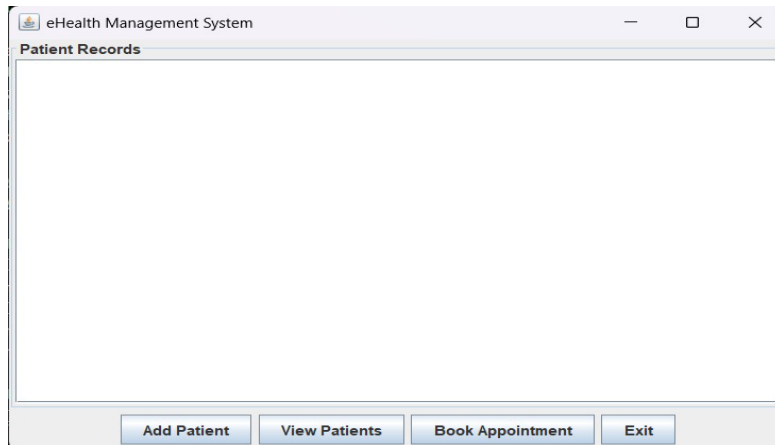 eHealth Management System
Patient Records
Add Patient View Patients Book Appointment Exit